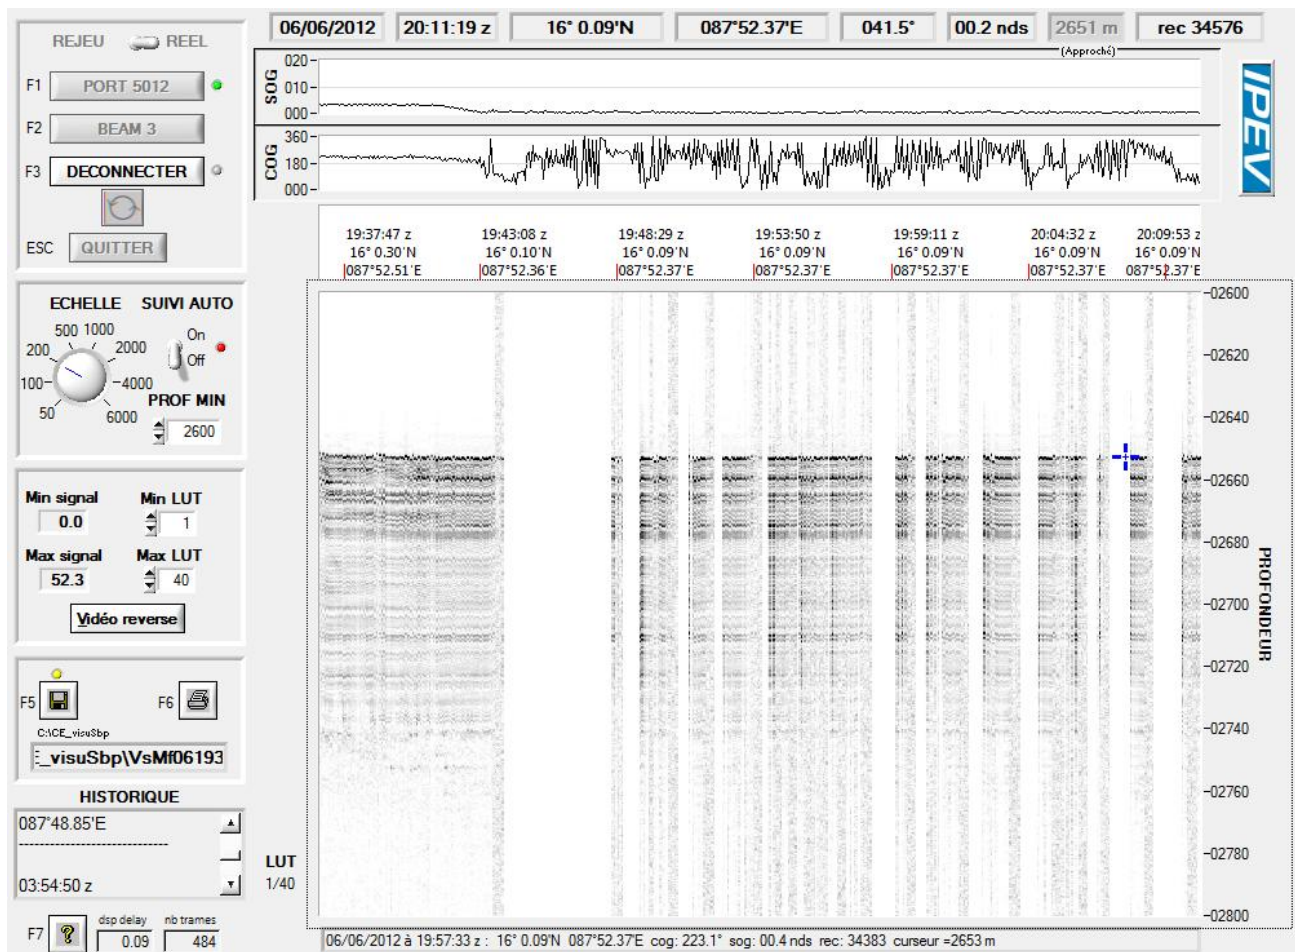 06/06/2012 20:11:19 z 16° 0.09'N 087°52.37'E 041.5° 00.2 nds 2651 m rec 34576
(Approché)
REJEU REEL
F1 PORT 5012
F2 BEAM 3
F3 DECONNECTER
ESC QUITTER
SOG
020
010
000
COG
360
180
000
IPEV
19:37:47 z 19:43:08 z 19:48:29 z 19:53:50 z 19:59:11 z 20:04:32 z 20:09:53 z
16° 0.30'N 16° 0.10'N 16° 0.09'N 16° 0.09'N 16° 0.09'N 16° 0.09'N 16° 0.09'N
087°52.51'E 087°52.36'E 087°52.37'E 087°52.37'E 087°52.37'E 087°52.37'E 087°52.37'E
ECHELLE SUIVI AUTO
500 1000
200 2000
100 4000
50 6000
On
Off
PROF MIN
2600
Min signal Min LUT
0.0 1
Max signal Max LUT
52.3 40
Vidéo reverse
F5 F6
C:\CE_visuSbp
E_visuSbp\VsMf06193
HISTORIQUE
087°48.85'E
----------------------------
03:54:50 z
F7 ?
dsp delay nb trames
0.09 484
LUT
1/40
02600
02620
02640
02660
02680
02700
02720
02740
02760
02780
02800
PROFONDEUR
06/06/2012 à 19:57:33 z : 16° 0.09'N 087°52.37'E cog: 223.1° sog: 00.4 nds rec: 34383 curseur =2653 m